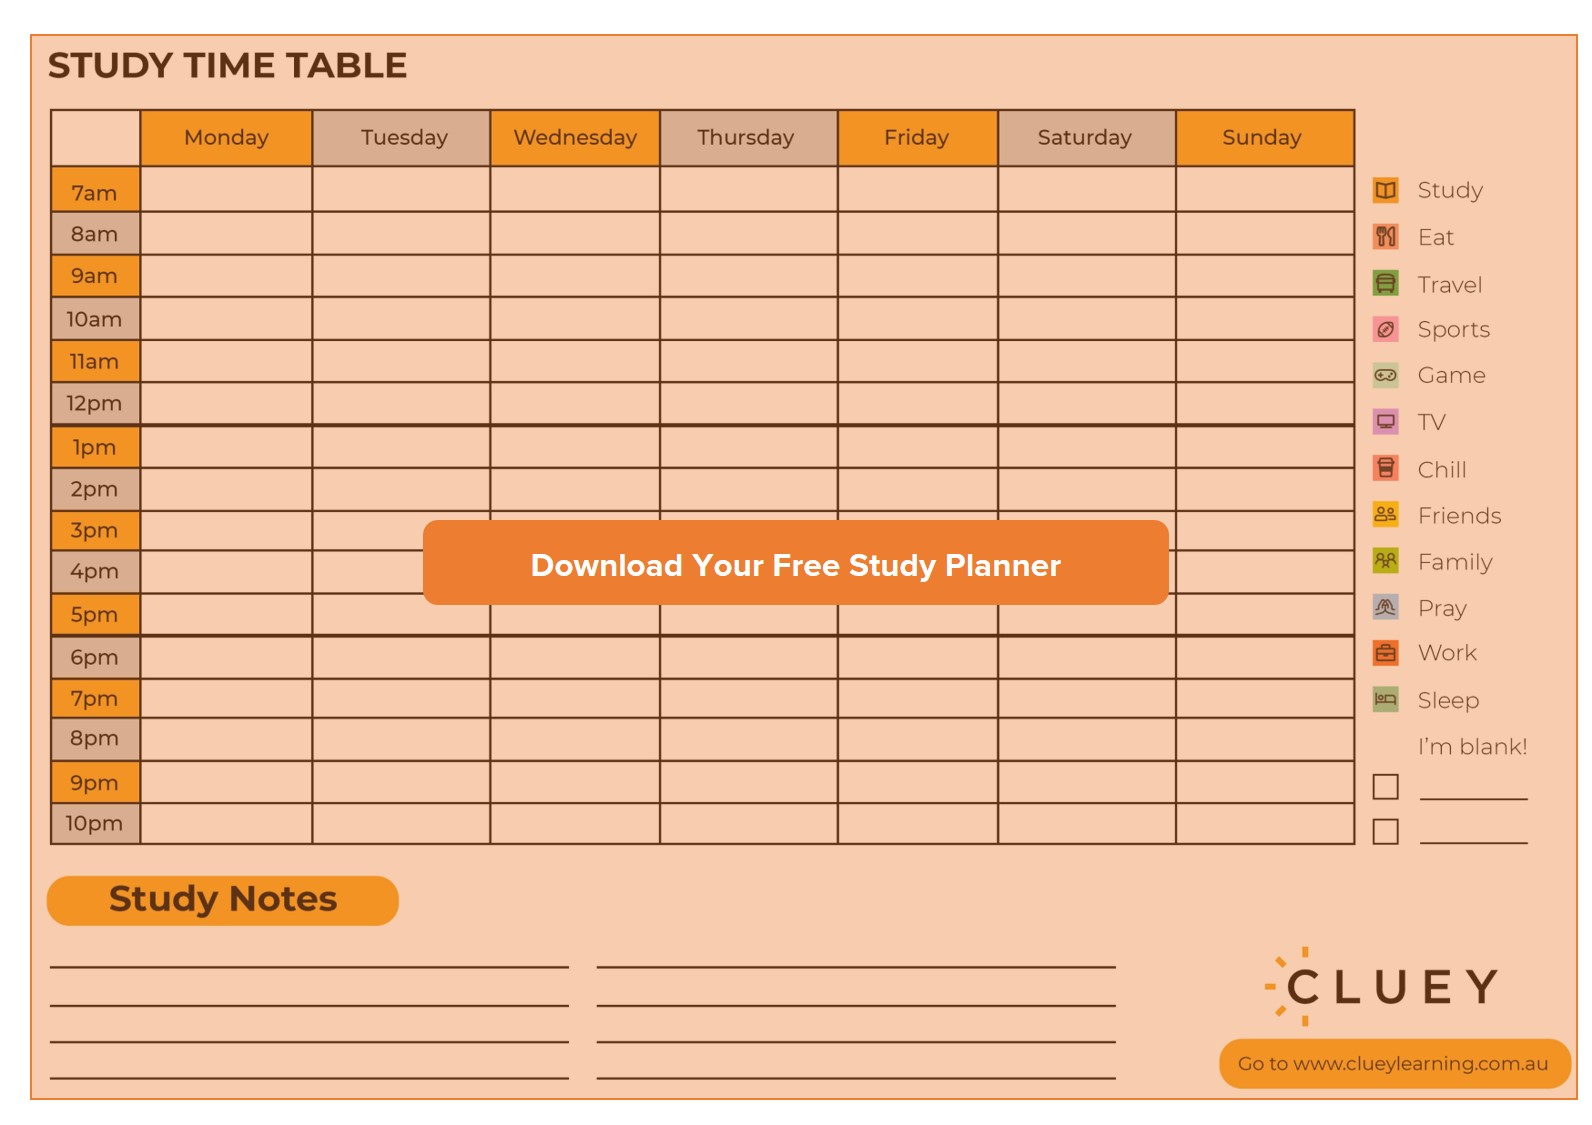 STUDY TIME TABLE
Monday Tuesday Wednesday Thursday Friday Saturday Sunday
7am
8am
9am
10am
11am
12pm
1pm
2pm
3pm
4pm
5pm
6pm
7pm
8pm
9pm
10pm
Download Your Free Study Planner
Study
Eat
Travel
Sports
Game
TV
Chill
Friends
Family
Pray
Work
Sleep
I'm blank!
Study Notes
CLUEY
Go to www.clueylearning.com.au